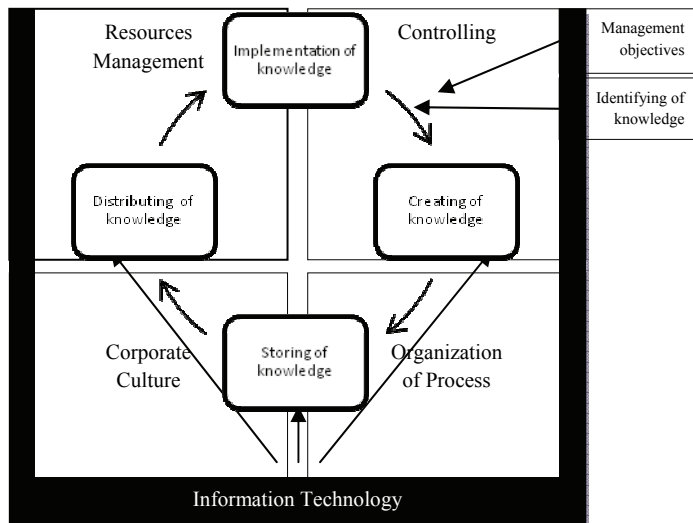 Resources
Management
Implementation of
knowledge
Controlling
Management
objectives
Identifying of
knowledge
Distributing of
knowledge
Creating of
knowledge
Corporate
Culture
Storing of
knowledge
Organization
of Process
Information Technology